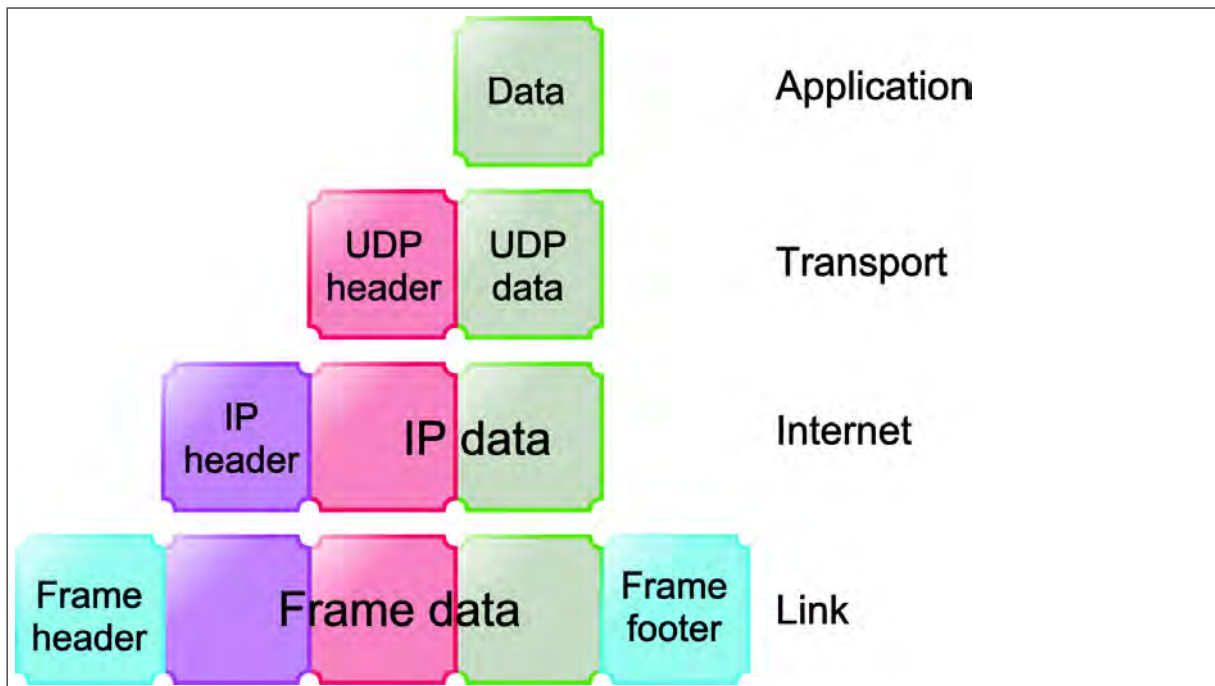 Data
Application
UDP
header
UDP
data
Transport
IP
header
IP data
Internet
Frame
header
Frame data
Frame
footer
Link